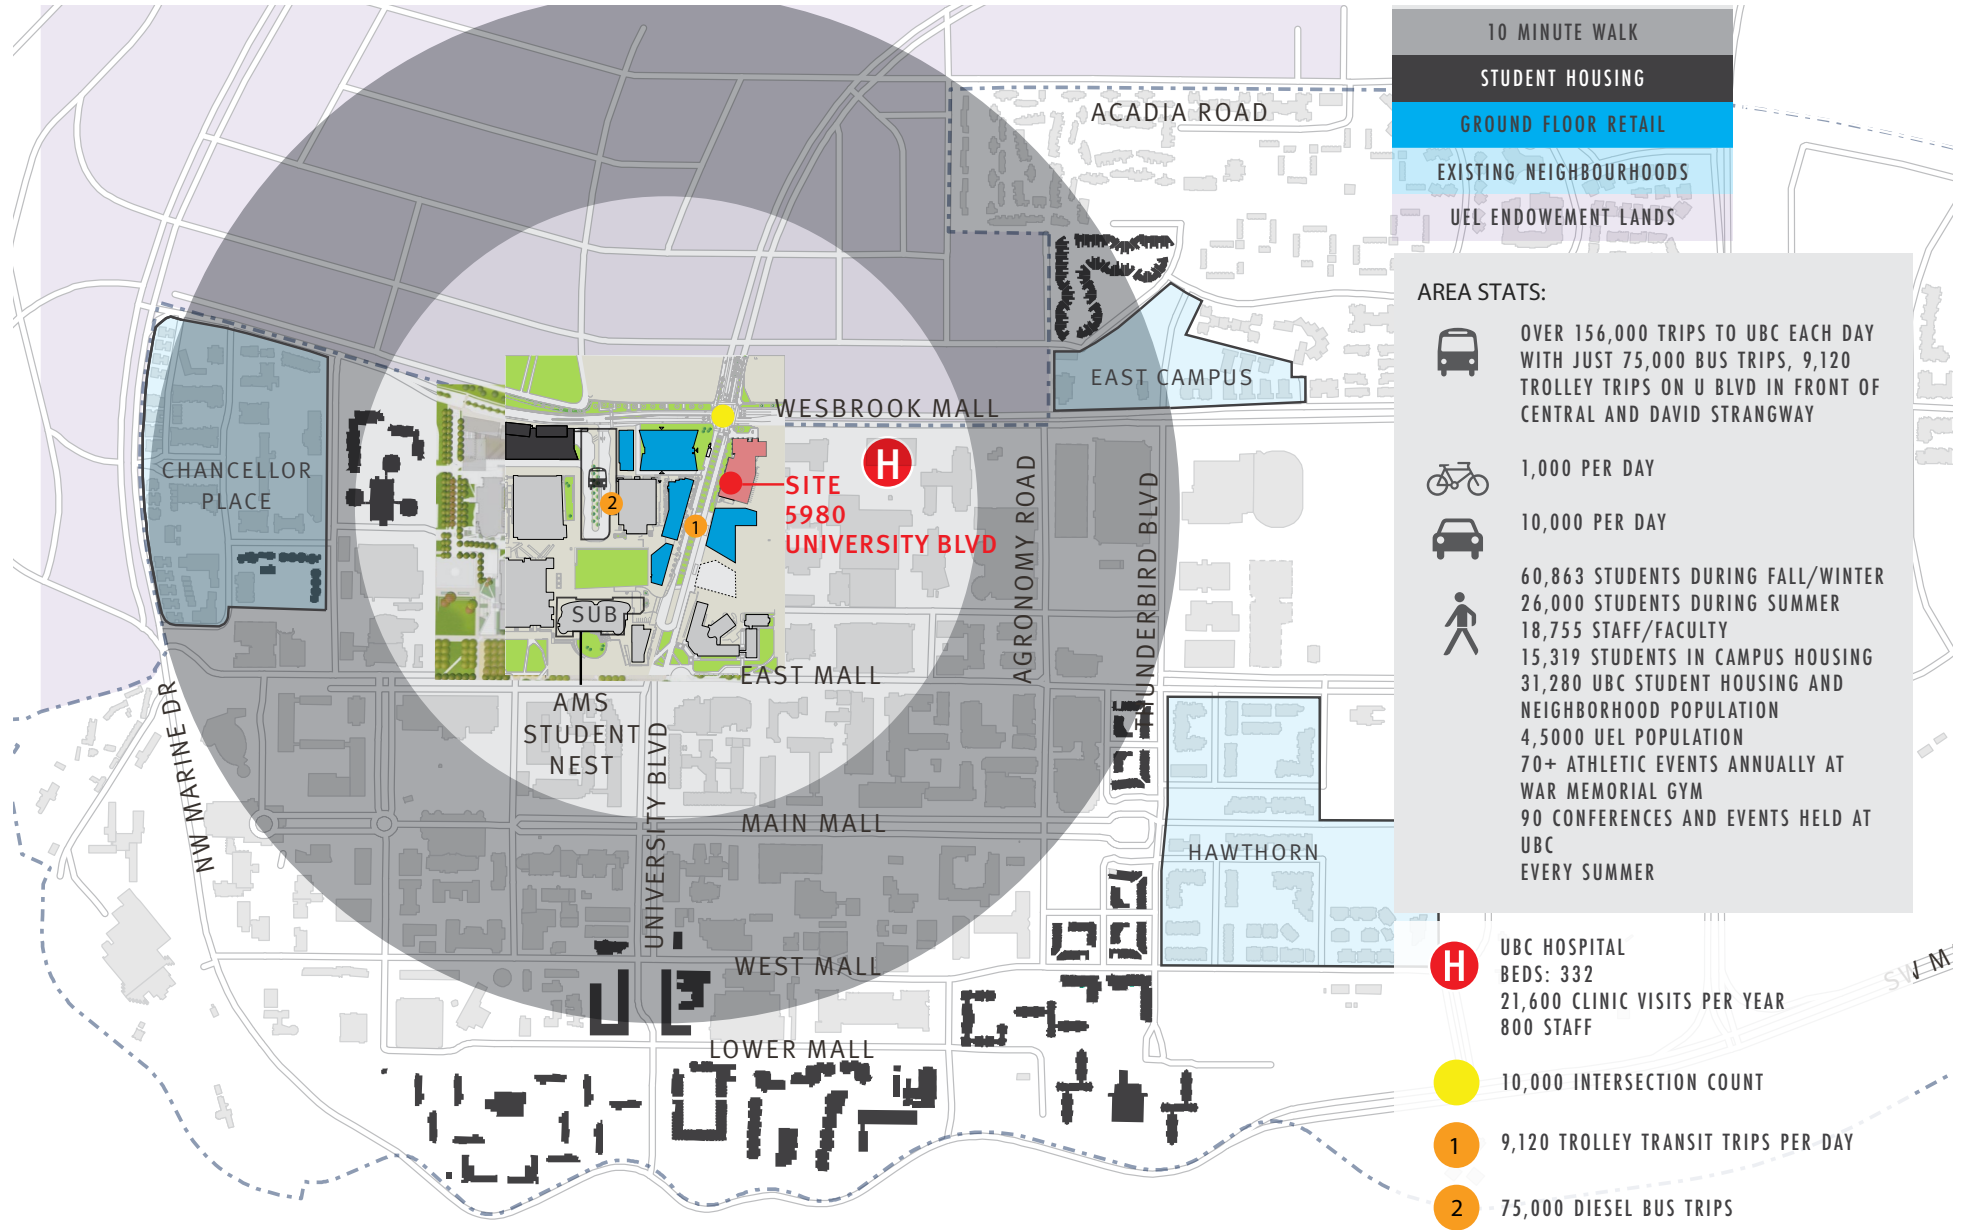 10 MINUTE WALK
STUDENT HOUSING
GROUND FLOOR RETAIL
EXISTING NEIGHBOURHOODS
UEL ENDOWEMENT LANDS
ACADIA ROAD
EAST CAMPUS
WESBROOK MALL
CHANCELLOR
PLACE
H
SITE
5980
UNIVERSITY BLVD
2
1
SUB
AGRONOMY ROAD
THUNDERBIRD BLVD
EAST MALL
AMS
STUDENT
NEST
NW MARINE DR
UNIVERSITY BLVD
MAIN MALL
HAWTHORN
WEST MALL
LOWER MALL
SW M
AREA STATS:
OVER 156,000 TRIPS TO UBC EACH DAY
WITH JUST 75,000 BUS TRIPS, 9,120
TROLLEY TRIPS ON U BLVD IN FRONT OF
CENTRAL AND DAVID STRANGWAY
1,000 PER DAY
10,000 PER DAY
60,863 STUDENTS DURING FALL/WINTER
26,000 STUDENTS DURING SUMMER
18,755 STAFF/FACULTY
15,319 STUDENTS IN CAMPUS HOUSING
31,280 UBC STUDENT HOUSING AND
NEIGHBORHOOD POPULATION
4,5000 UEL POPULATION
70+ ATHLETIC EVENTS ANNUALLY AT
WAR MEMORIAL GYM
90 CONFERENCES AND EVENTS HELD AT
UBC
EVERY SUMMER
H
UBC HOSPITAL
BEDS: 332
21,600 CLINIC VISITS PER YEAR
800 STAFF
10,000 INTERSECTION COUNT
1
9,120 TROLLEY TRANSIT TRIPS PER DAY
2
75,000 DIESEL BUS TRIPS